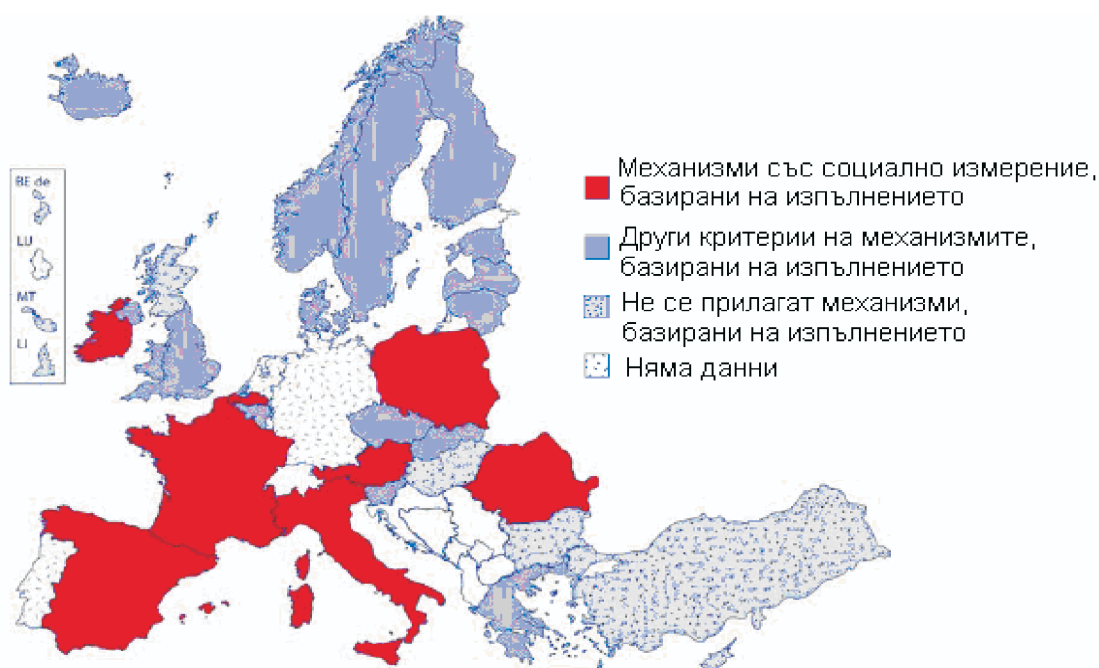 BE de
LU
MT
LI
Механизми със социално измерение,
базирани на изпълнението
Други критерии на механизмите,
базирани на изпълнението
Не се прилагат механизми,
базирани на изпълнението
Няма данни